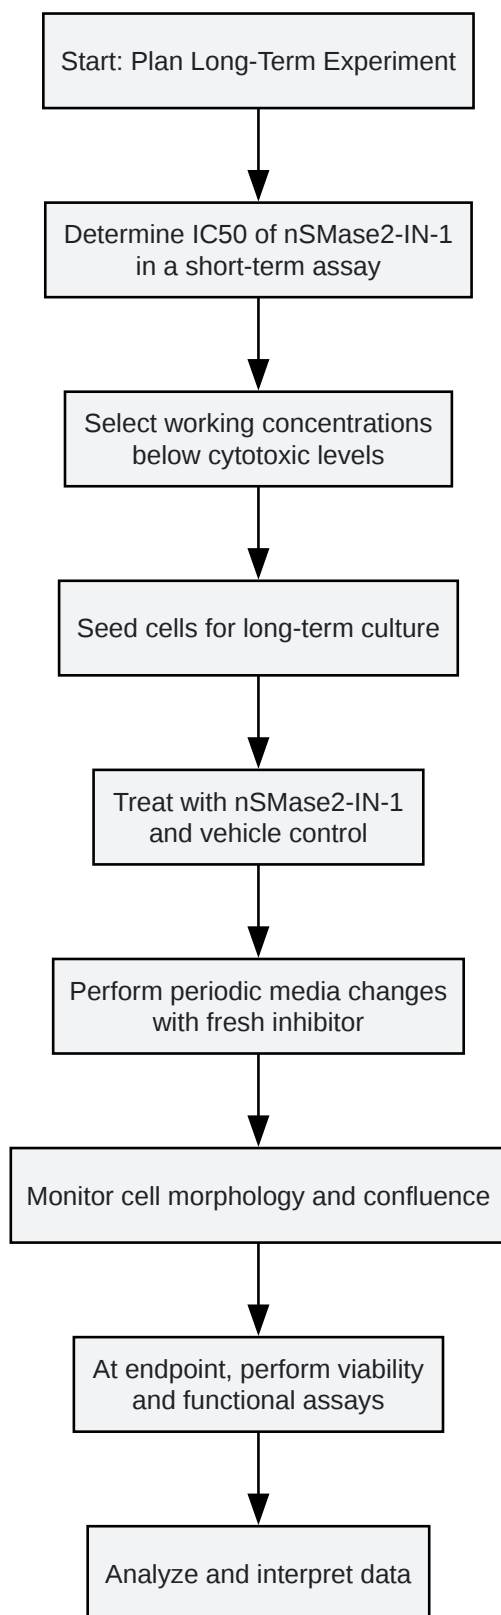 Start: Plan Long-Term Experiment
Determine IC50 of nSMase2-IN-1
in a short-term assay
Select working concentrations
below cytotoxic levels
Seed cells for long-term culture
Treat with nSMase2-IN-1
and vehicle control
Perform periodic media changes
with fresh inhibitor
Monitor cell morphology and confluence
At endpoint, perform viability
and functional assays
Analyze and interpret data